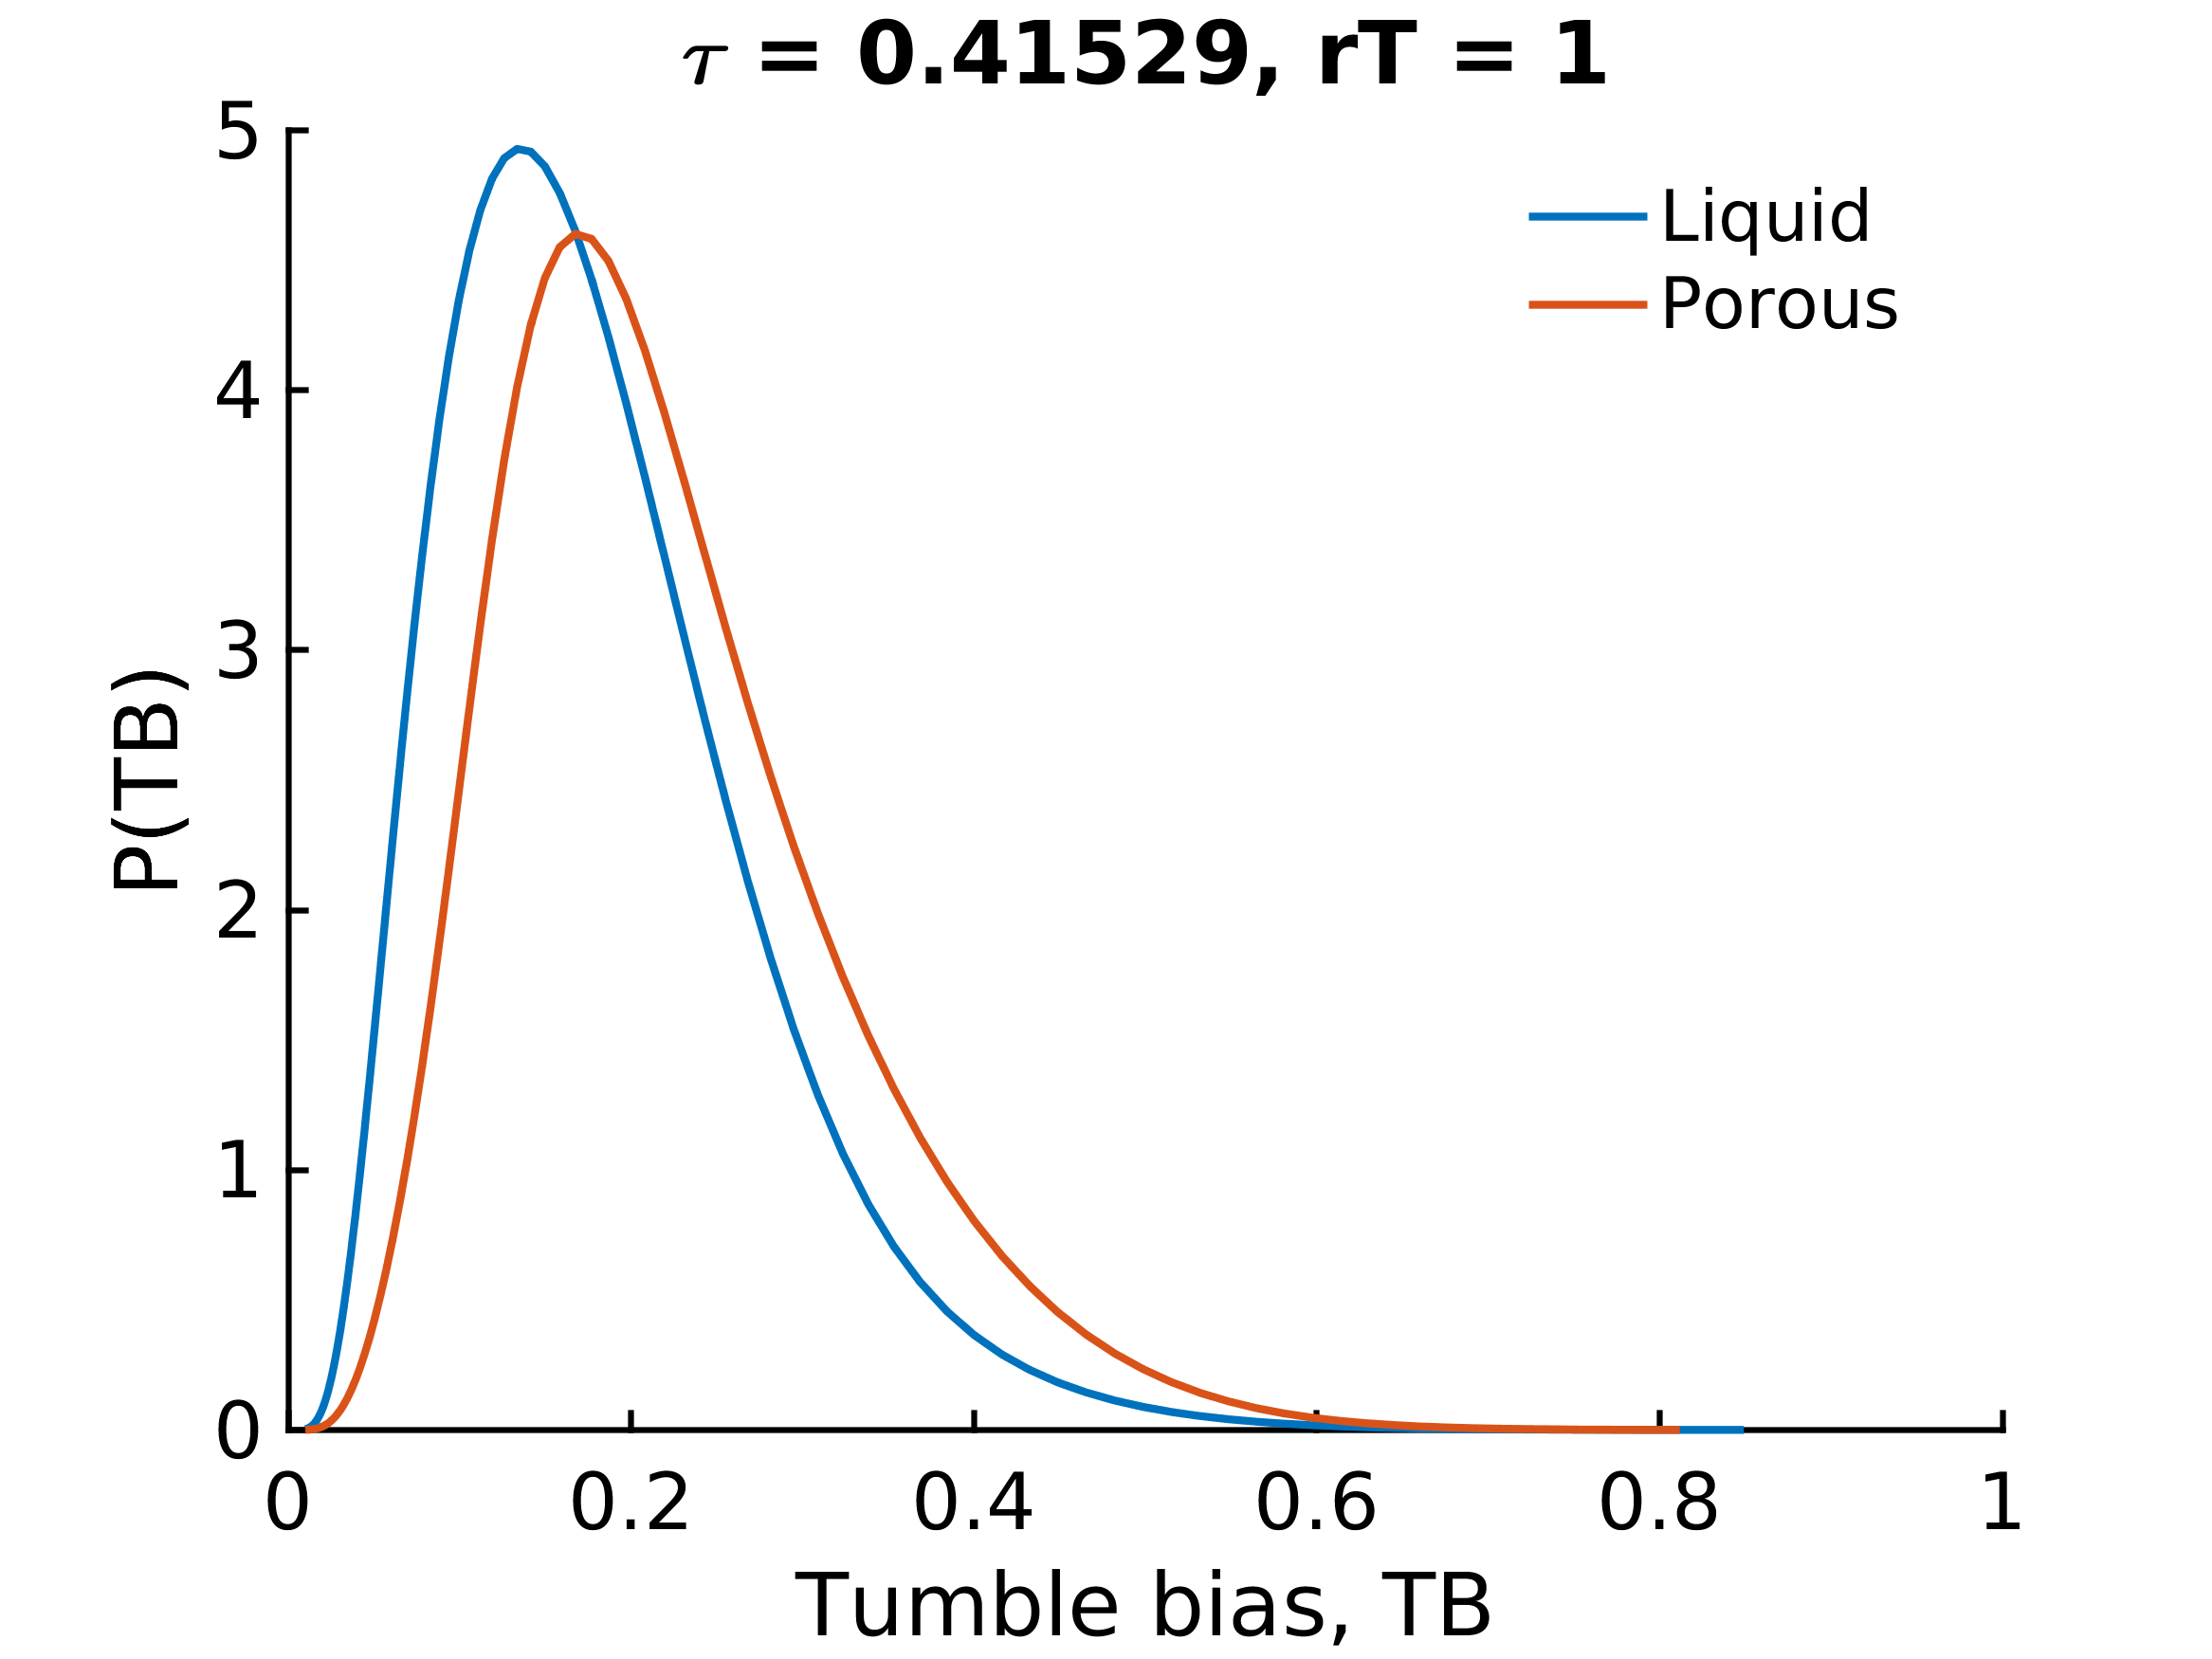 τ = 0.41529, rT = 1
5
4
3
2
1
0
P(TB)
Liquid
Porous
0 0.2 0.4 0.6 0.8 1
Tumble bias, TB